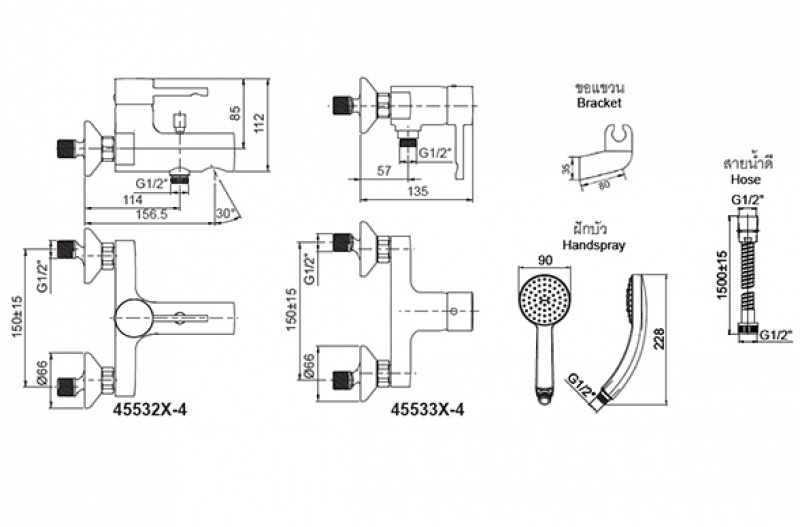 85
112
G1/2"
114
156.5
30°
G1/2"
150±15
Ø66
45532X-4
G1/2"
57
135
G1/2"
150±15
Ø66
45533X-4
ขอแขวน
Bracket
35
80
ฝักบัว
Handspray
90
228
G1/2"
สายน้ำดี
Hose
G1/2"
1500±15
G1/2"